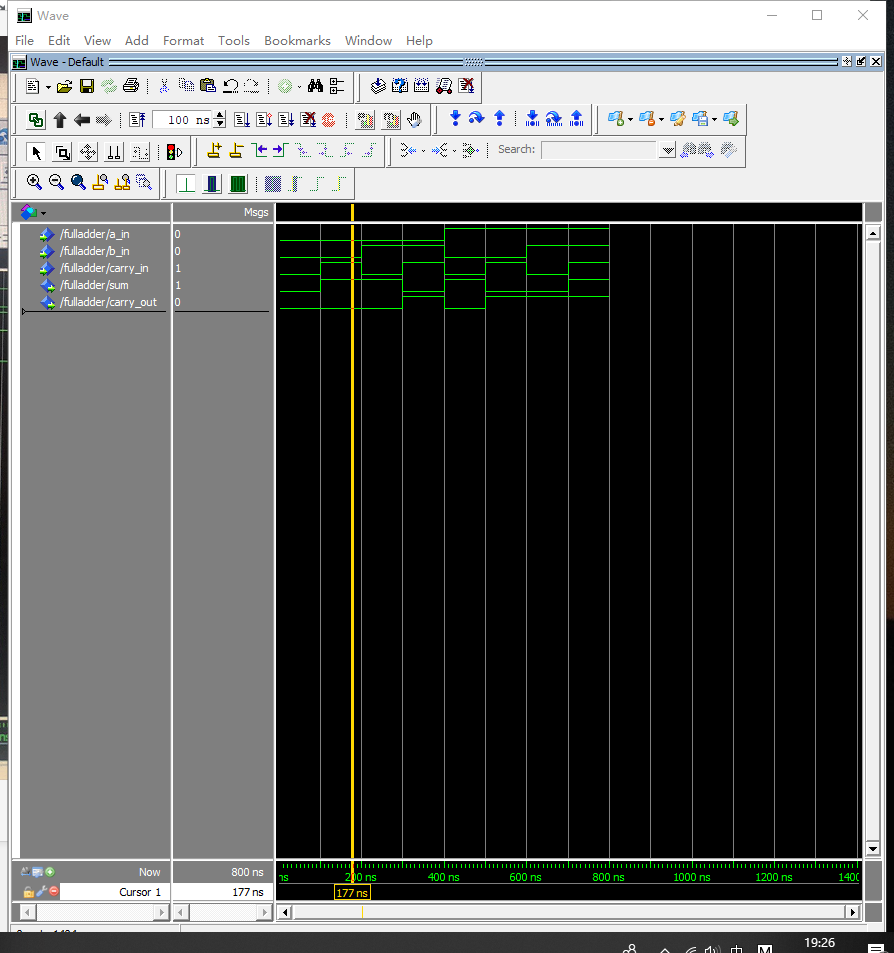 Wave
File Edit View Add Format Tools Bookmarks Window Help
Wave - Default
100 ns
Search:
Msgs
/fulladder/a_in 0
/fulladder/b_in 0
/fulladder/carry_in 1
/fulladder/sum 1
/fulladder/carry_out 0
Now 800 ns
ns 200 ns 400 ns 600 ns 800 ns 1000 ns 1200 ns 1400
Cursor 1 177 ns
177 ns
19:26